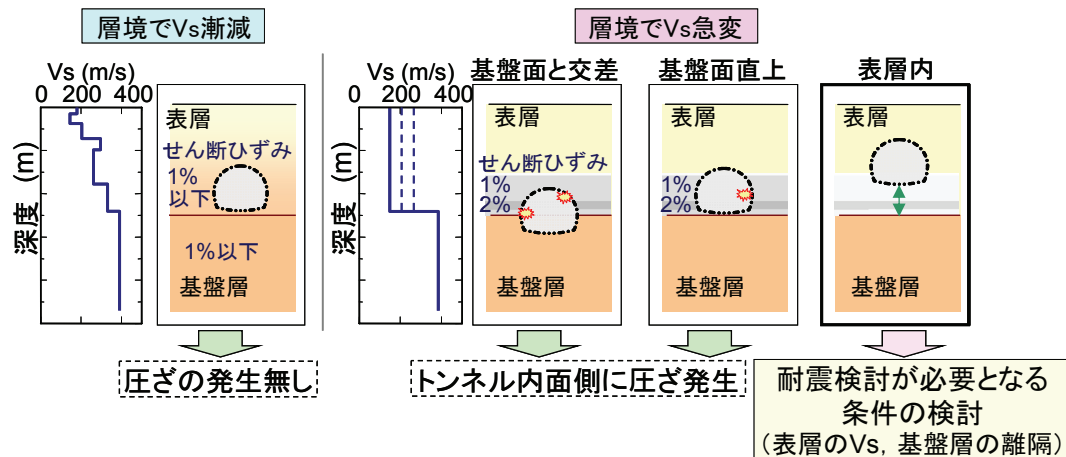 層境でVs漸減
層境でVs急変
Vs (m/s)
0 200 400
深度 (m)
表層
せん断ひずみ
1%
以下
1%以下
基盤層
圧ざの発生無し
Vs (m/s)
0 200 400
深度 (m)
基盤面と交差
表層
せん断ひずみ
1%
2%
基盤層
基盤面直上
表層
1%
2%
基盤層
表層内
表層
基盤層
トンネル内面側に圧ざ発生
耐震検討が必要となる
条件の検討
(表層のVs, 基盤層の離隔)